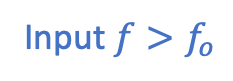 Input f > fₒ